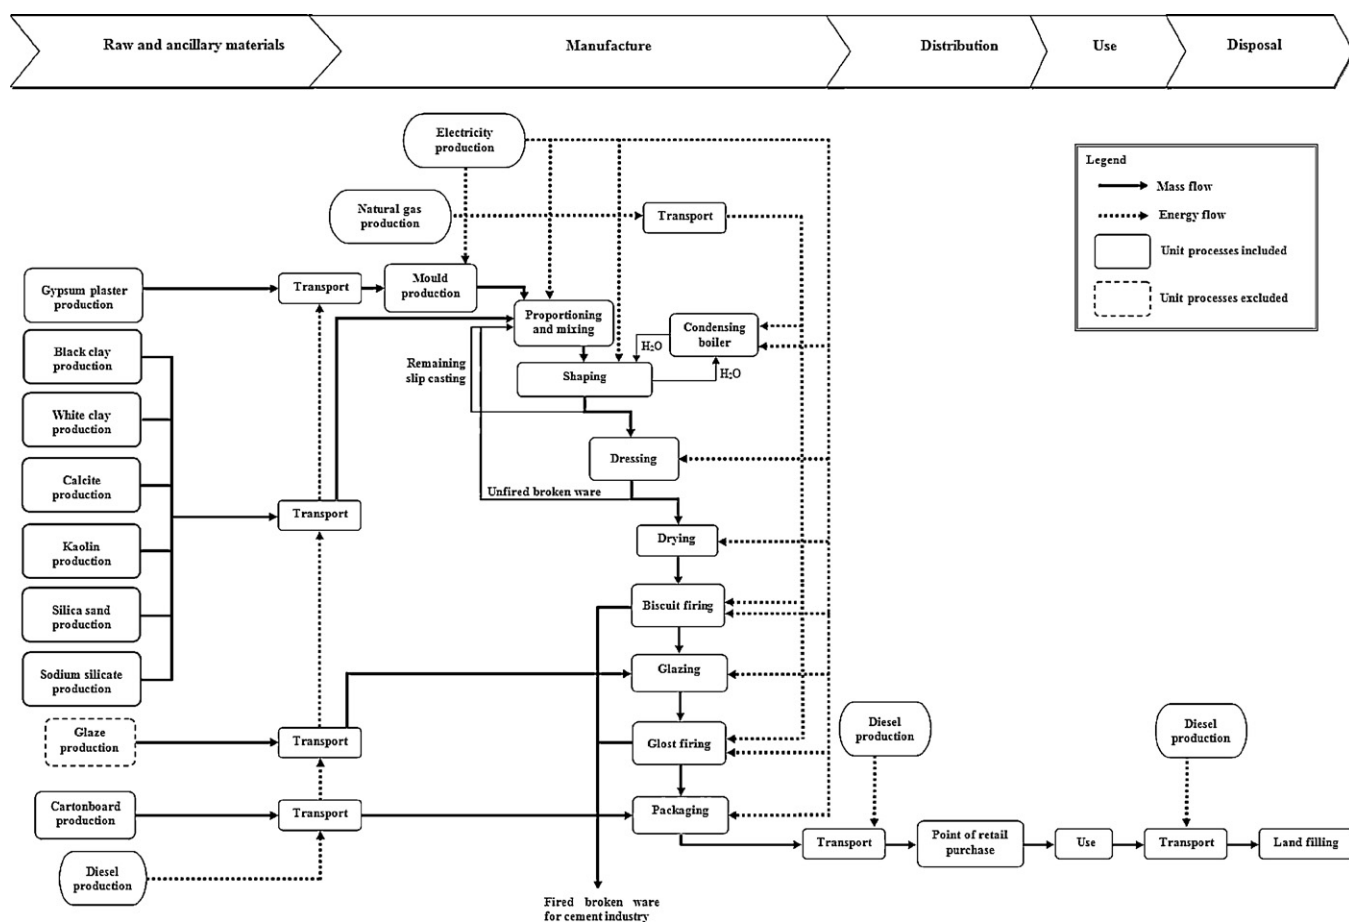 Raw and ancillary materials
Manufacture
Distribution
Use
Disposal
Electricity
production
Legend
Mass flow
Energy flow
Unit processes included
Unit processes excluded
Natural gas
production
Transport
Gypsum plaster
production
Transport
Mould
production
Proportioning
and mixing
Condensing
boiler
H₂O
H₂O
Remaining
slip casting
Shaping
Black clay
production
White clay
production
Dressing
Calcite
production
Unfired broken ware
Transport
Drying
Kaolin
production
Silica sand
production
Biscuit firing
Sodium silicate
production
Glazing
Glaze
production
Transport
Glost firing
Diesel
production
Diesel
production
Cartonboard
production
Transport
Packaging
Transport
Point of retail
purchase
Use
Transport
Land filling
Diesel
production
Fired broken ware
for cement industry